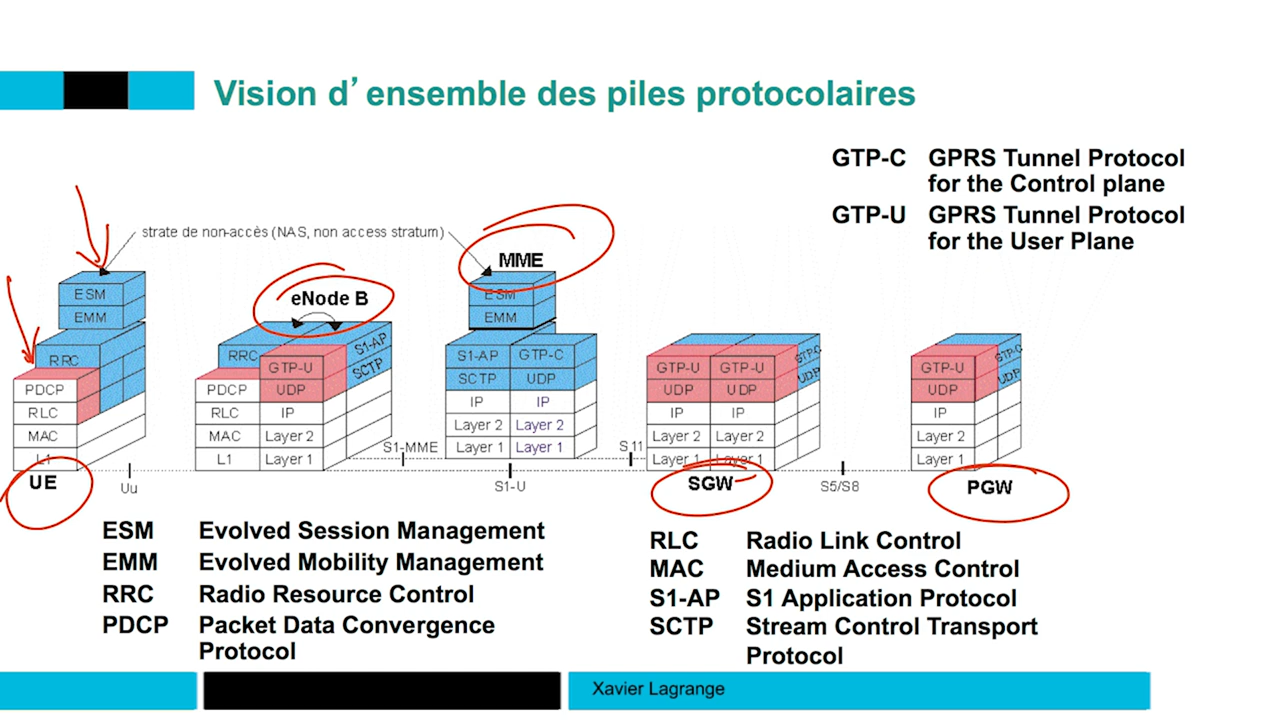 Vision d’ensemble des piles protocolaires
GTP-C GPRS Tunnel Protocol
for the Control plane
GTP-U GPRS Tunnel Protocol
for the User Plane
strate de non-accès (NAS, non access stratum)
ESM
EMM
RRC
PDCP
RLC
MAC
L1
UE
Uu
eNode B
RRC
GTP-U
S1-AP
SCTP
PDCP
UDP
RLC
IP
MAC
Layer 2
L1
Layer 1
S1-MME
MME
ESM
EMM
S1-AP GTP-C
SCTP UDP
IP IP
Layer 2 Layer 2
Layer 1 Layer 1
S1-U
S11
GTP-U GTP-U
GTP-C
UDP UDP
UDP
IP IP
Layer 2 Layer 2
Layer 1 Layer 1
SGW
S5/S8
GTP-U
GTP-C
UDP
UDP
IP
Layer 2
Layer 1
PGW
ESM Evolved Session Management
EMM Evolved Mobility Management
RRC Radio Resource Control
PDCP Packet Data Convergence
Protocol
RLC Radio Link Control
MAC Medium Access Control
S1-AP S1 Application Protocol
SCTP Stream Control Transport
Protocol
Xavier Lagrange